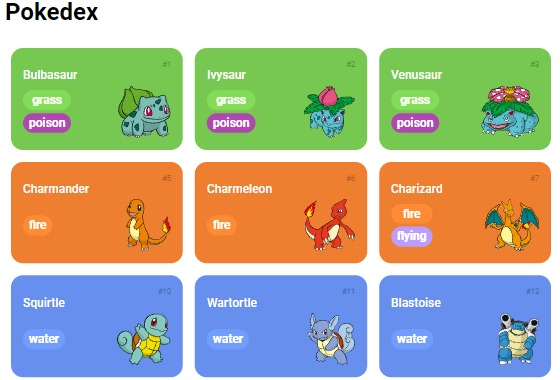 Pokedex
#1
Bulbasaur
grass
poison
#2
Ivysaur
grass
poison
#3
Venusaur
grass
poison
#5
Charmander
fire
#6
Charmeleon
fire
#7
Charizard
fire
flying
#10
Squirtle
water
#11
Wartortle
water
#12
Blastoise
water